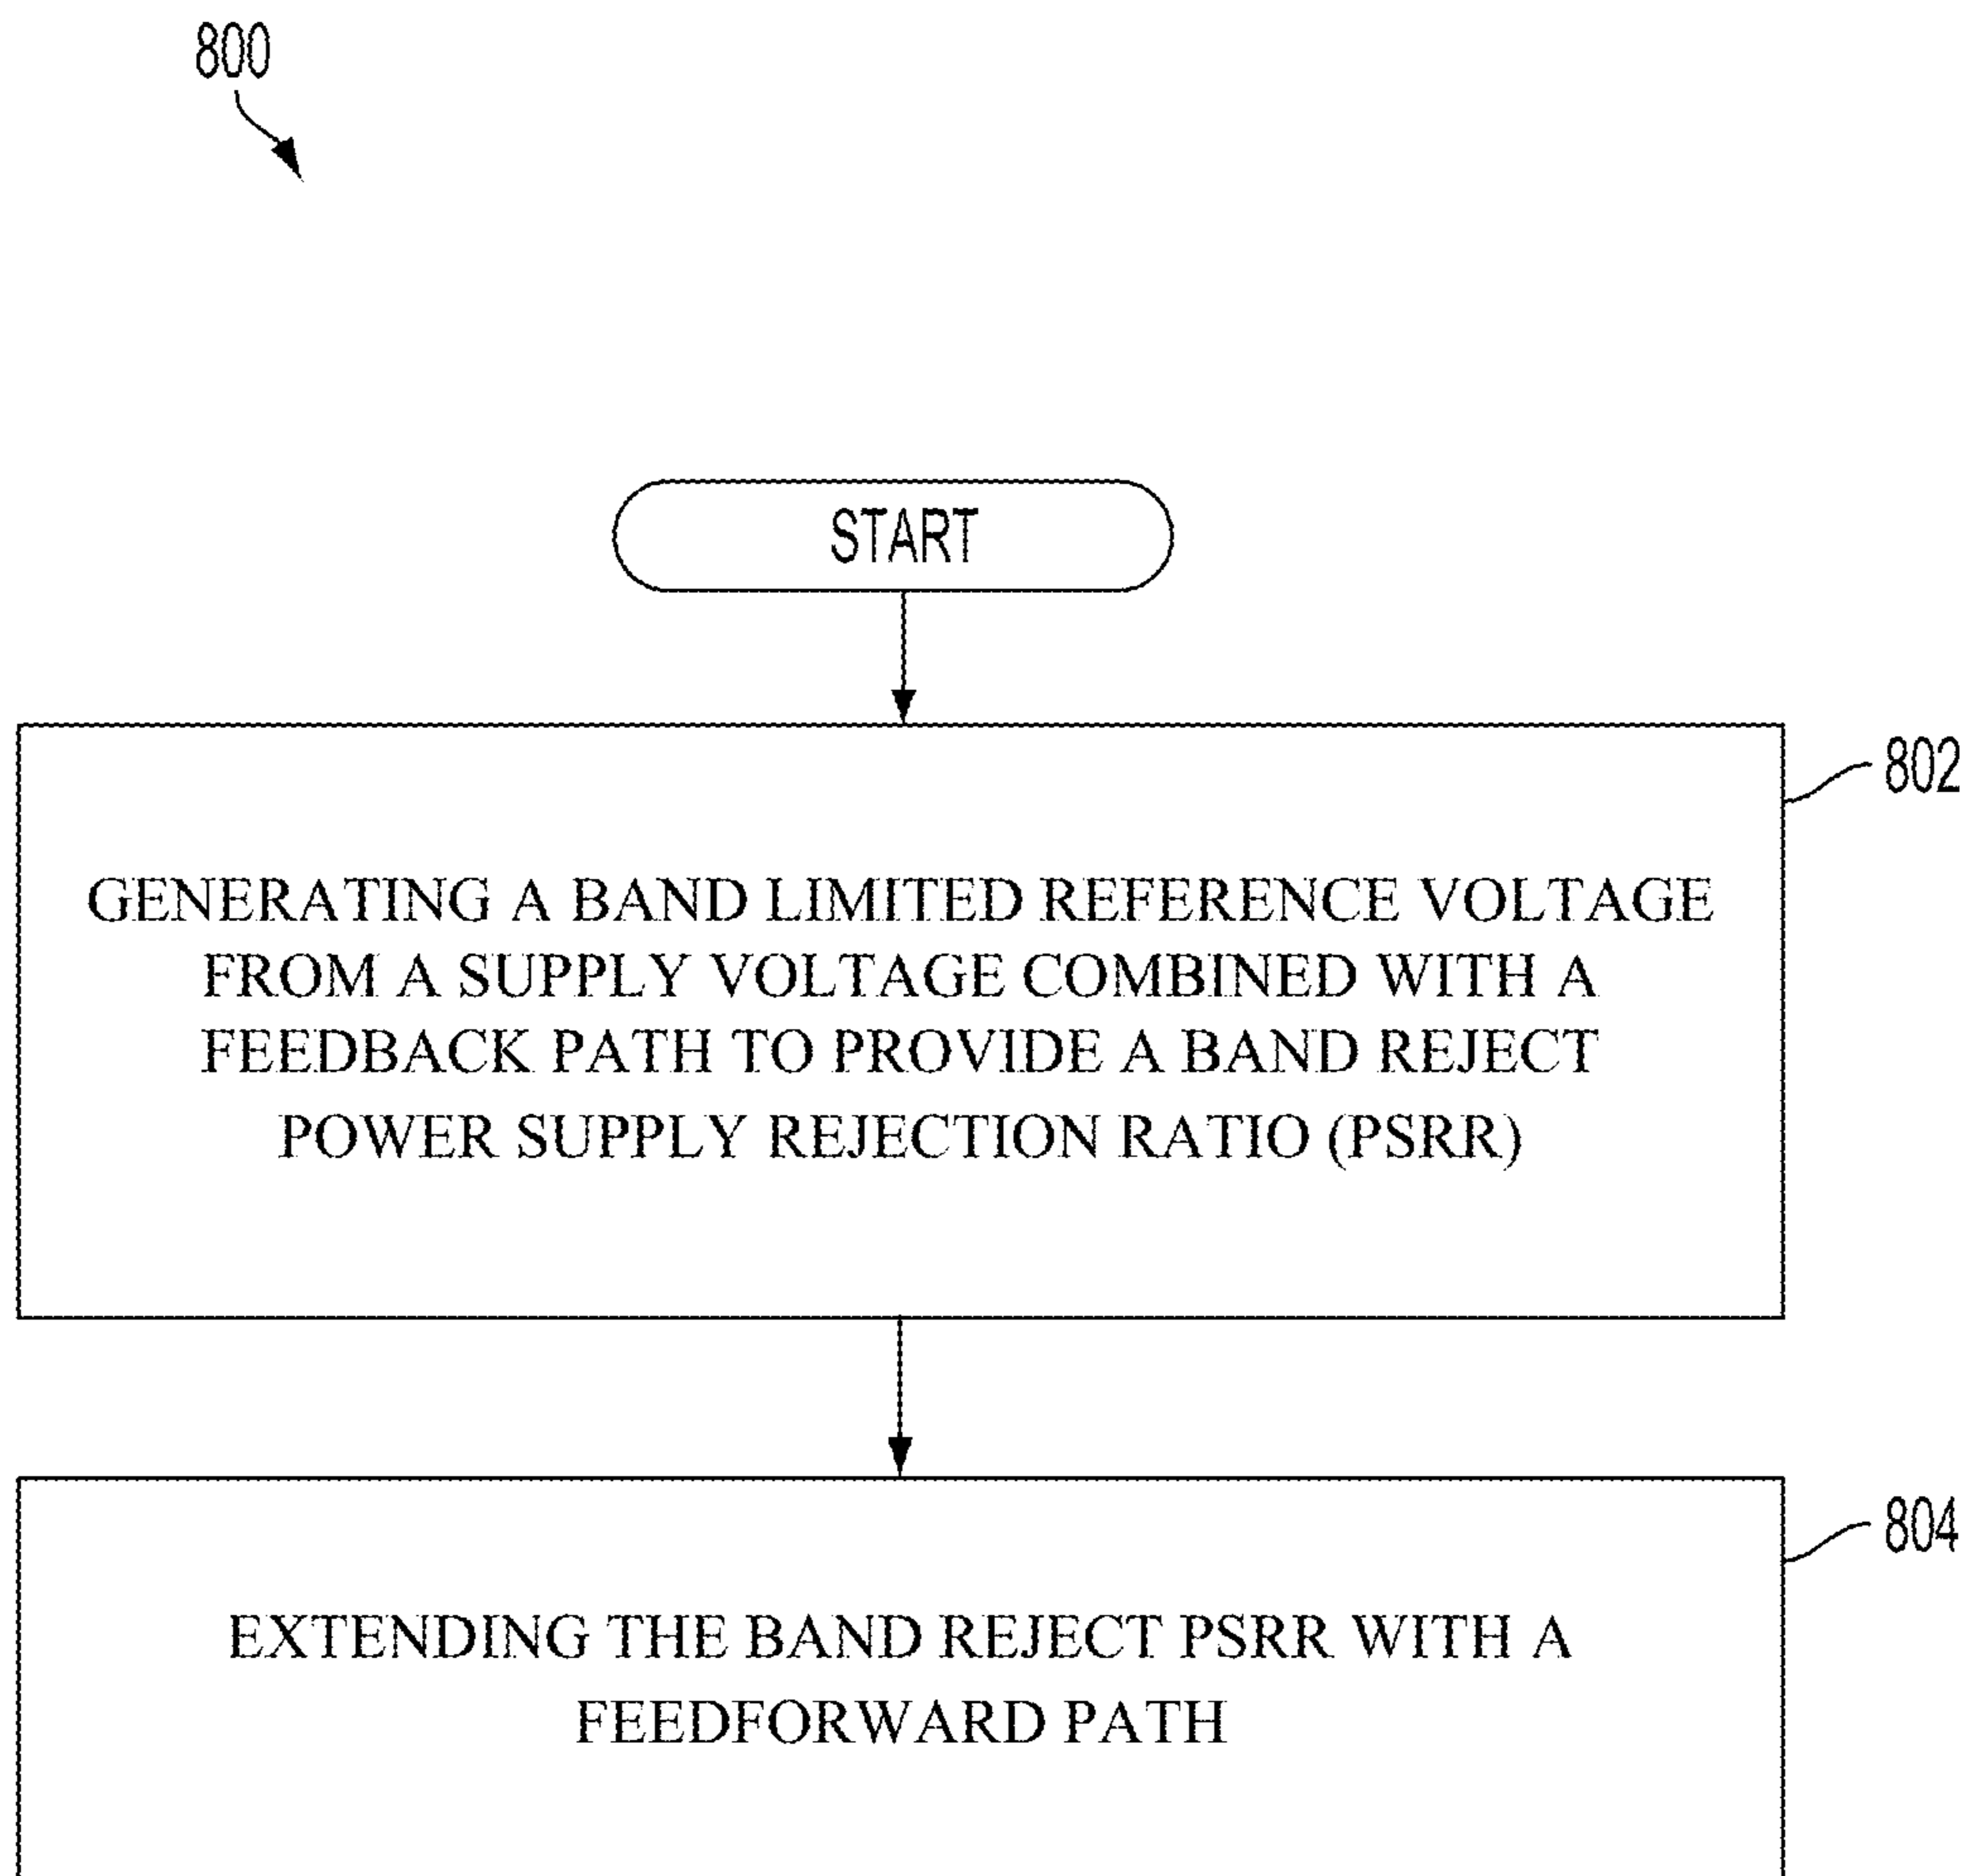 800
START
802
GENERATING A BAND LIMITED REFERENCE VOLTAGE
FROM A SUPPLY VOLTAGE COMBINED WITH A
FEEDBACK PATH TO PROVIDE A BAND REJECT
POWER SUPPLY REJECTION RATIO (PSRR)
804
EXTENDING THE BAND REJECT PSRR WITH A
FEEDFORWARD PATH